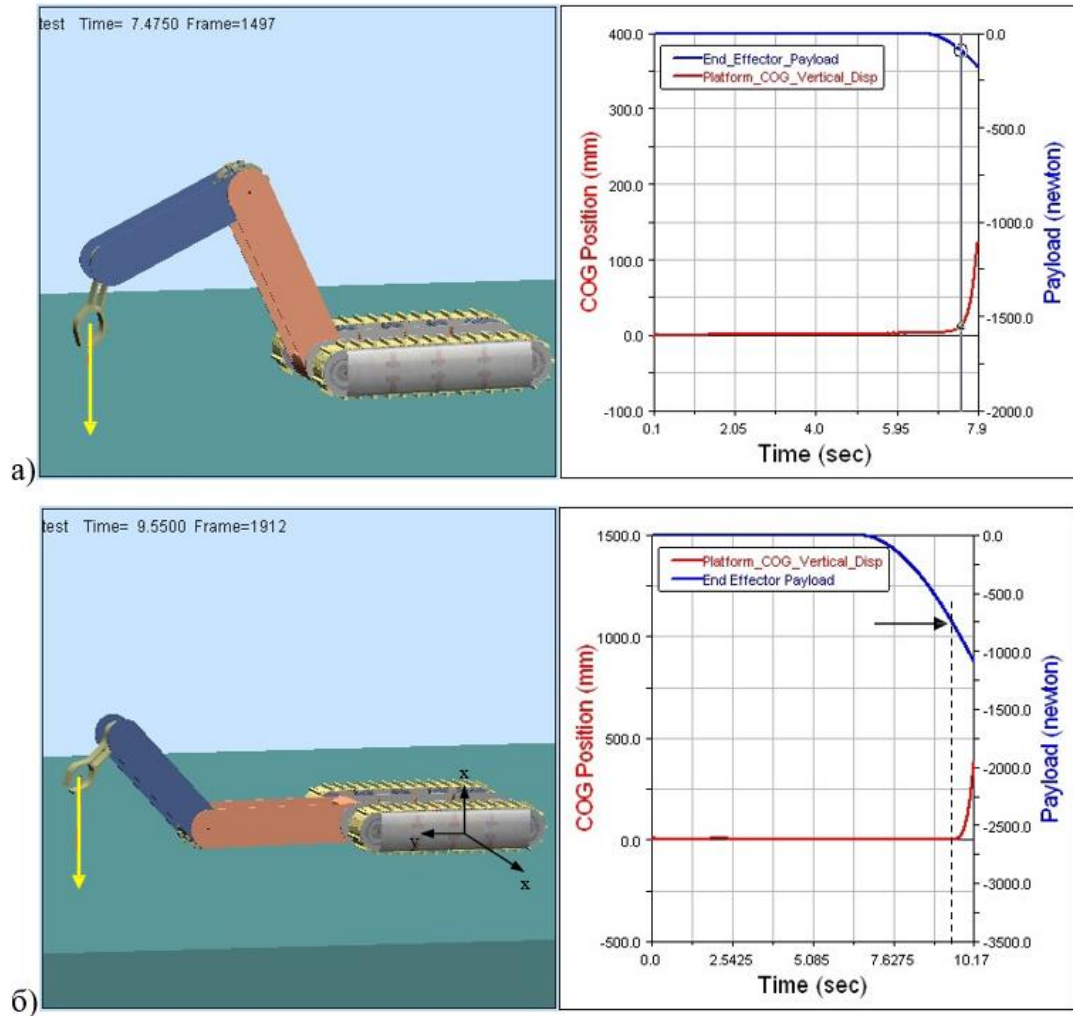 test Time= 7.4750 Frame=1497
400.0
300.0
200.0
100.0
0.0
-100.0
COG Position (mm)
End_Effector_Payload
Platform_COG_Vertical_Disp
0.0
-500.0
-1000.0
-1500.0
-2000.0
Payload (newton)
0.1 2.05 4.0 5.95 7.9
Time (sec)
а)
test Time= 9.5500 Frame=1912
x
y
x
1500.0
1000.0
500.0
0.0
-500.0
COG Position (mm)
Platform_COG_Vertical_Disp
End Effector Payload
0.0
-500.0
-1000.0
-1500.0
-2000.0
-2500.0
-3000.0
-3500.0
Payload (newton)
0.0 2.5425 5.085 7.6275 10.17
Time (sec)
б)